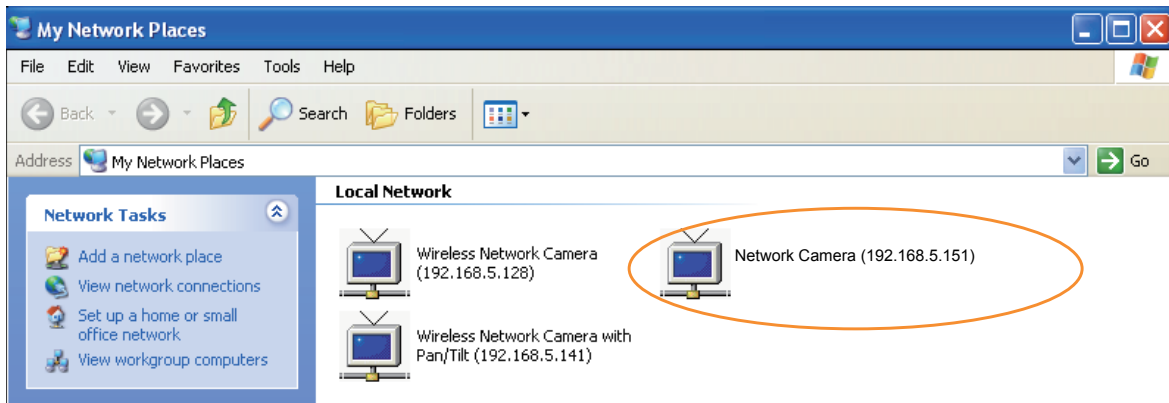 My Network Places
File Edit View Favorites Tools Help
Back Search Folders
Address My Network Places Go
Network Tasks
Add a network place
View network connections
Set up a home or small
office network
View workgroup computers
Local Network
Wireless Network Camera
(192.168.5.128)
Network Camera (192.168.5.151)
Wireless Network Camera with
Pan/Tilt (192.168.5.141)